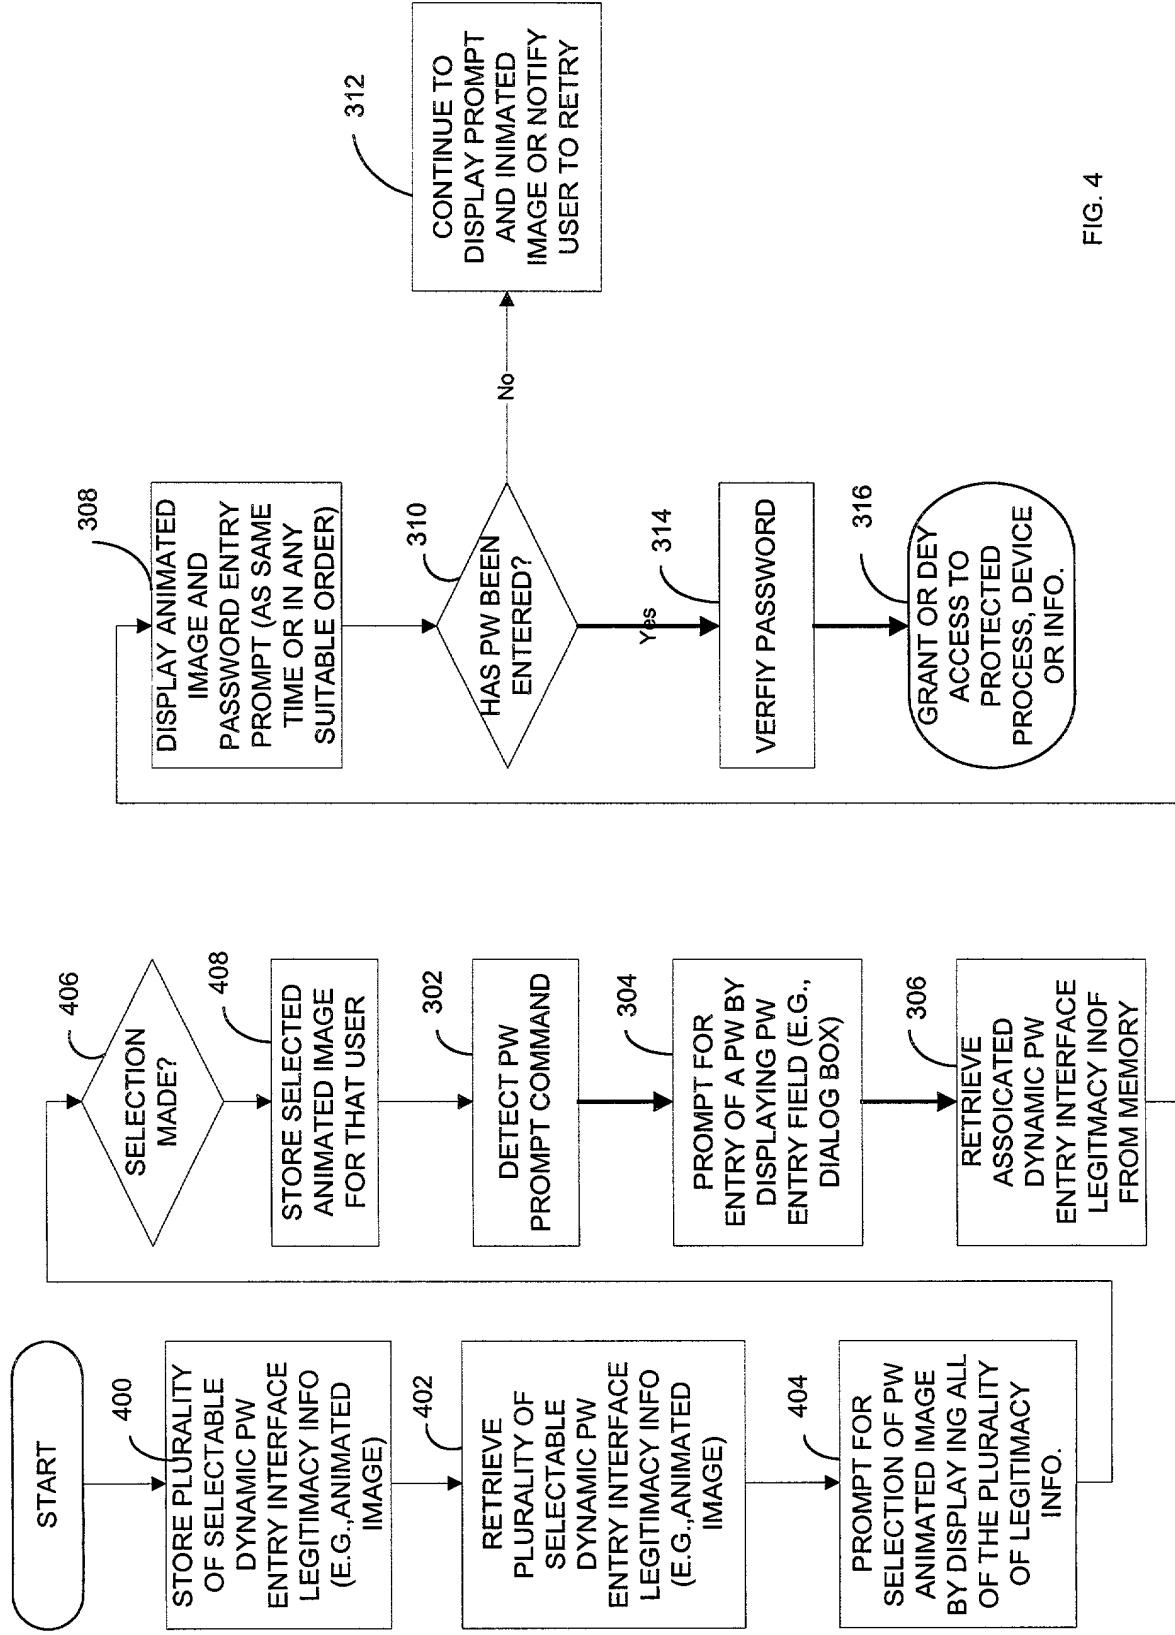 START
400
STORE PLURALITY
OF SELECTABLE
DYNAMIC PW
ENTRY INTERFACE
LEGITIMACY INFO
(E.G.,ANIMATED
IMAGE)
402
RETRIEVE
PLURALITY OF
SELECTABLE
DYNAMIC PW
ENTRY INTERFACE
LEGITIMACY INFO
(E.G.,ANIMATED
IMAGE)
404
PROMPT FOR
SELECTION OF PW
ANIMATED IMAGE
BY DISPLAY ING ALL
OF THE PLURALITY
OF LEGITIMACY
INFO.
406
SELECTION
MADE?
408
STORE SELECTED
ANIMATED IMAGE
FOR THAT USER
302
DETECT PW
PROMPT COMMAND
304
PROMPT FOR
ENTRY OF A PW BY
DISPLAYING PW
ENTRY FIELD (E.G.,
DIALOG BOX)
306
RETRIEVE
ASSOICATED
DYNAMIC PW
ENTRY INTERFACE
LEGITMACY INOF
FROM MEMORY
308
DISPLAY ANIMATED
IMAGE AND
PASSWORD ENTRY
PROMPT (AS SAME
TIME OR IN ANY
SUITABLE ORDER)
310
HAS PW BEEN
ENTERED?
No
312
CONTINUE TO
DISPLAY PROMPT
AND INIMATED
IMAGE OR NOTIFY
USER TO RETRY
Yes
314
VERFIY PASSWORD
316
GRANT OR DEY
ACCESS TO
PROTECTED
PROCESS, DEVICE
OR INFO.
FIG. 4